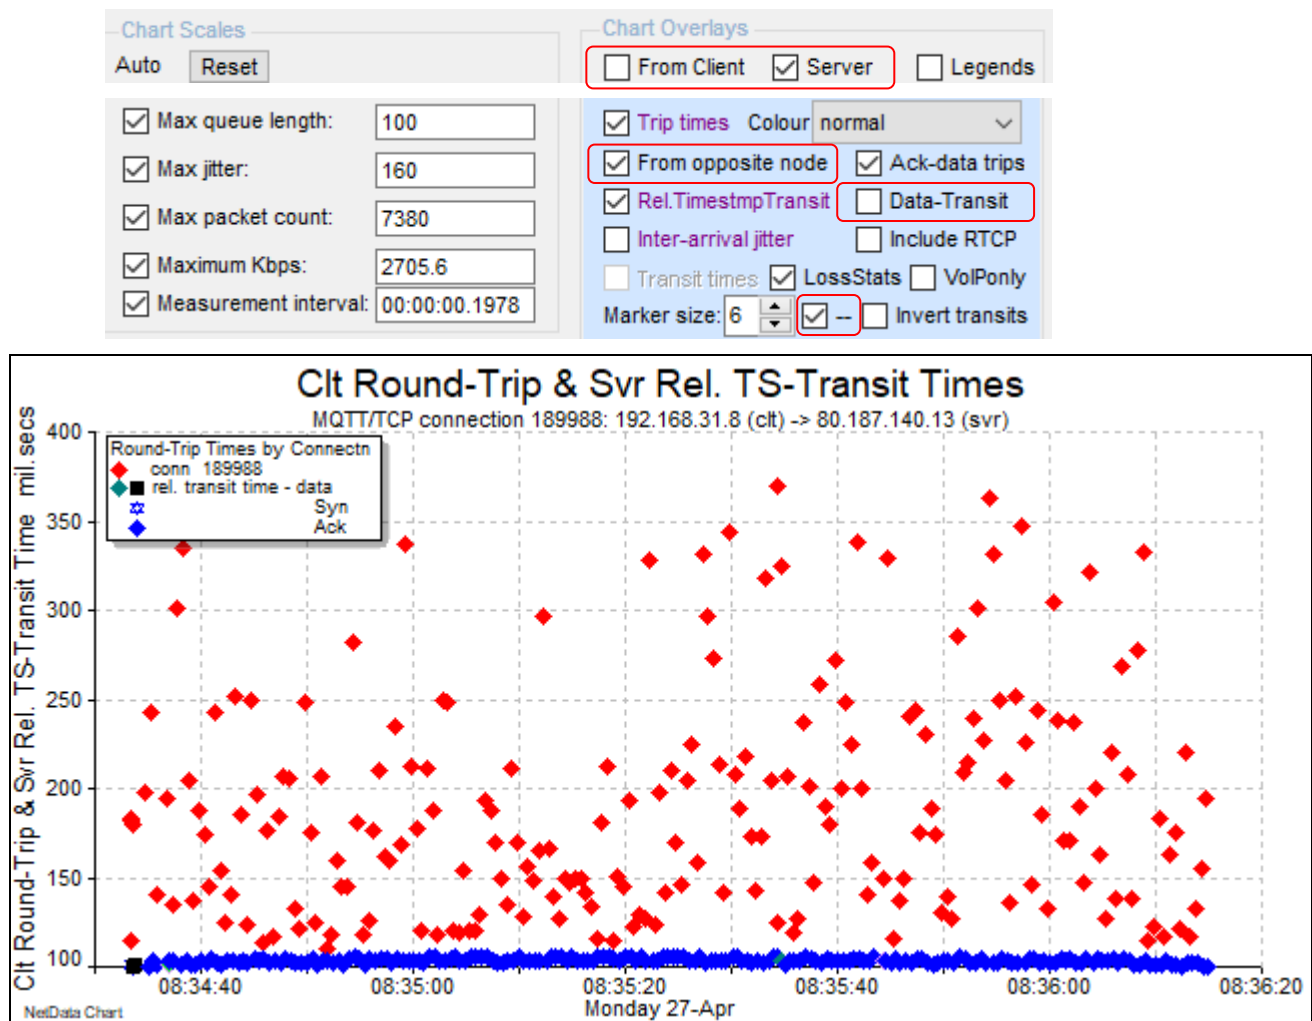 Chart Scales
Auto Reset
Max queue length: 100
Max jitter: 160
Max packet count: 7380
Maximum Kbps: 2705.6
Measurement interval: 00:00:00.1978
Chart Overlays
From Client Server Legends
Trip times Colour normal
From opposite node Ack-data trips
Rel.TimestmpTransit Data-Transit
Inter-arrival jitter Include RTCP
Transit times LossStats VoIPonly
Marker size: 6 -- Invert transits
Clt Round-Trip & Svr Rel. TS-Transit Times
MQTT/TCP connection 189988: 192.168.31.8 (clt) -> 80.187.140.13 (svr)
Clt Round-Trip & Svr Rel. TS-Transit Time mil.secs
400
350
300
250
200
150
100
Round-Trip Times by Connectn
conn 189988
rel. transit time - data
Syn
Ack
08:34:40 08:35:00 08:35:20 08:35:40 08:36:00 08:36:20
Monday 27-Apr
NetData Chart